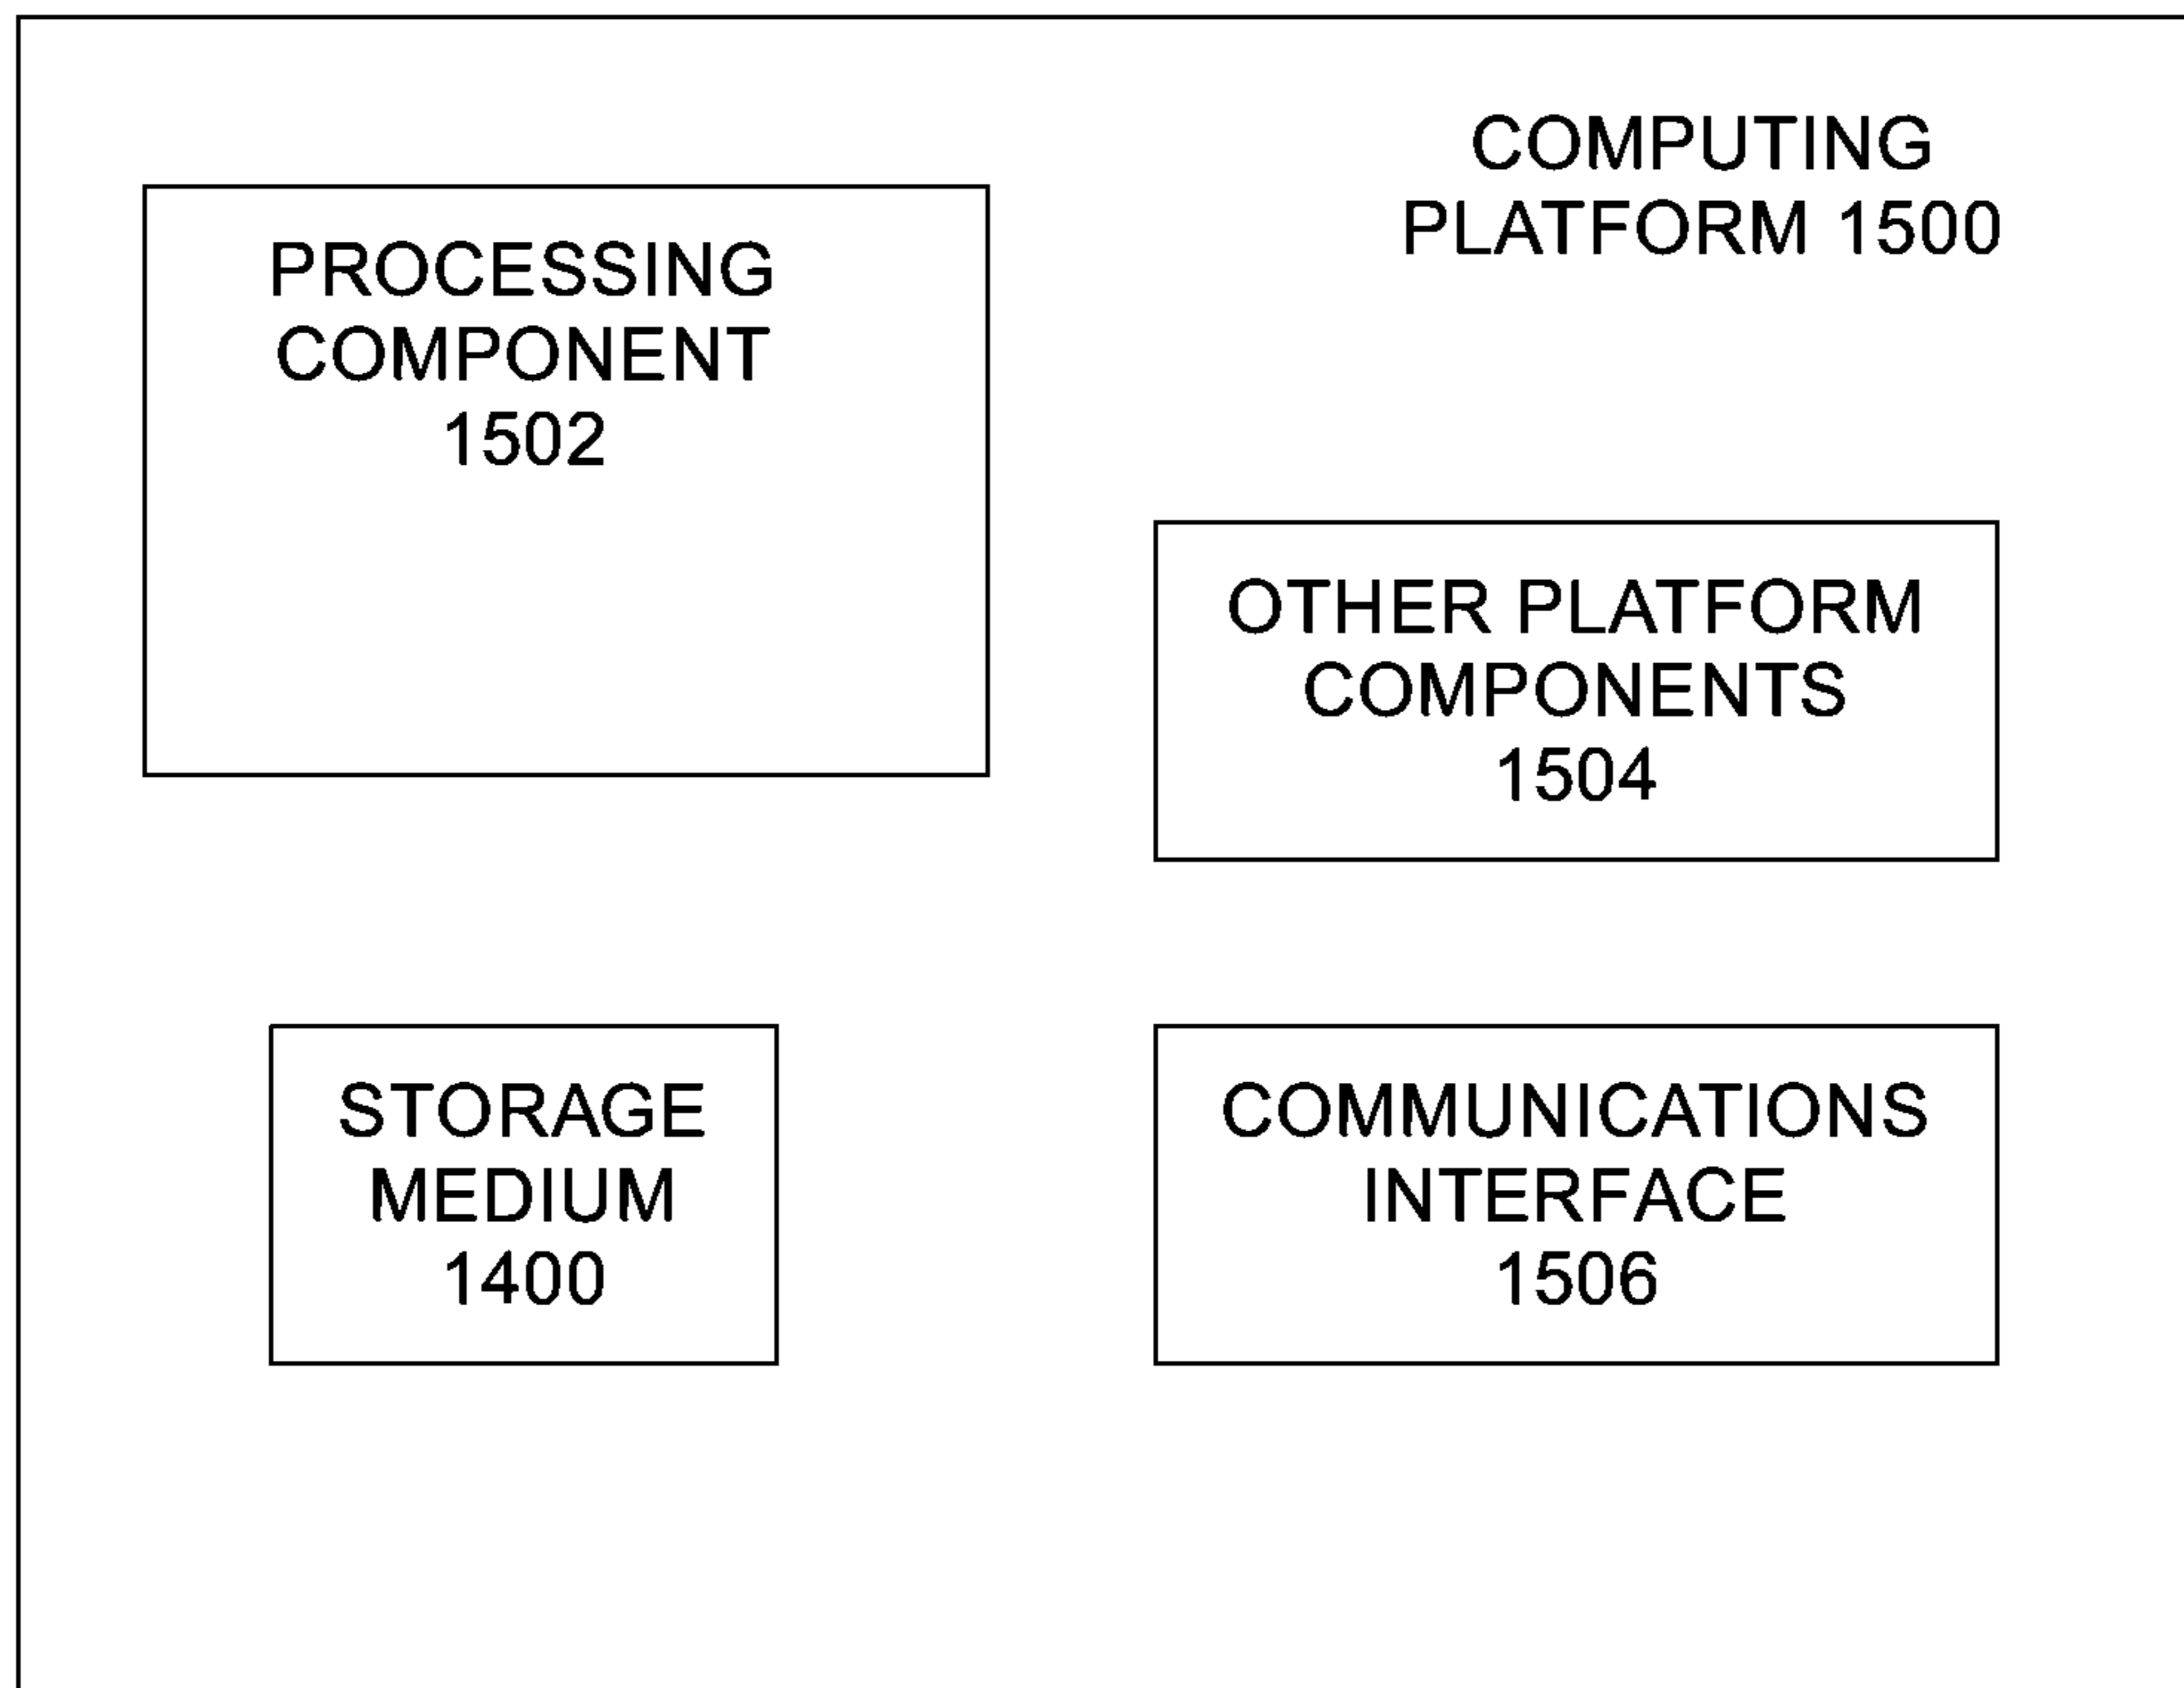 COMPUTING
PLATFORM 1500
PROCESSING
COMPONENT
1502
OTHER PLATFORM
COMPONENTS
1504
STORAGE
MEDIUM
1400
COMMUNICATIONS
INTERFACE
1506